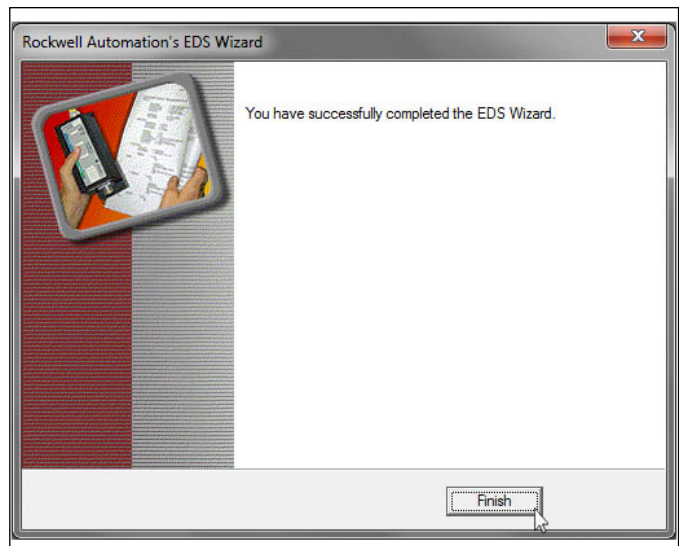 Rockwell Automation's EDS Wizard
You have successfully completed the EDS Wizard.
Finish